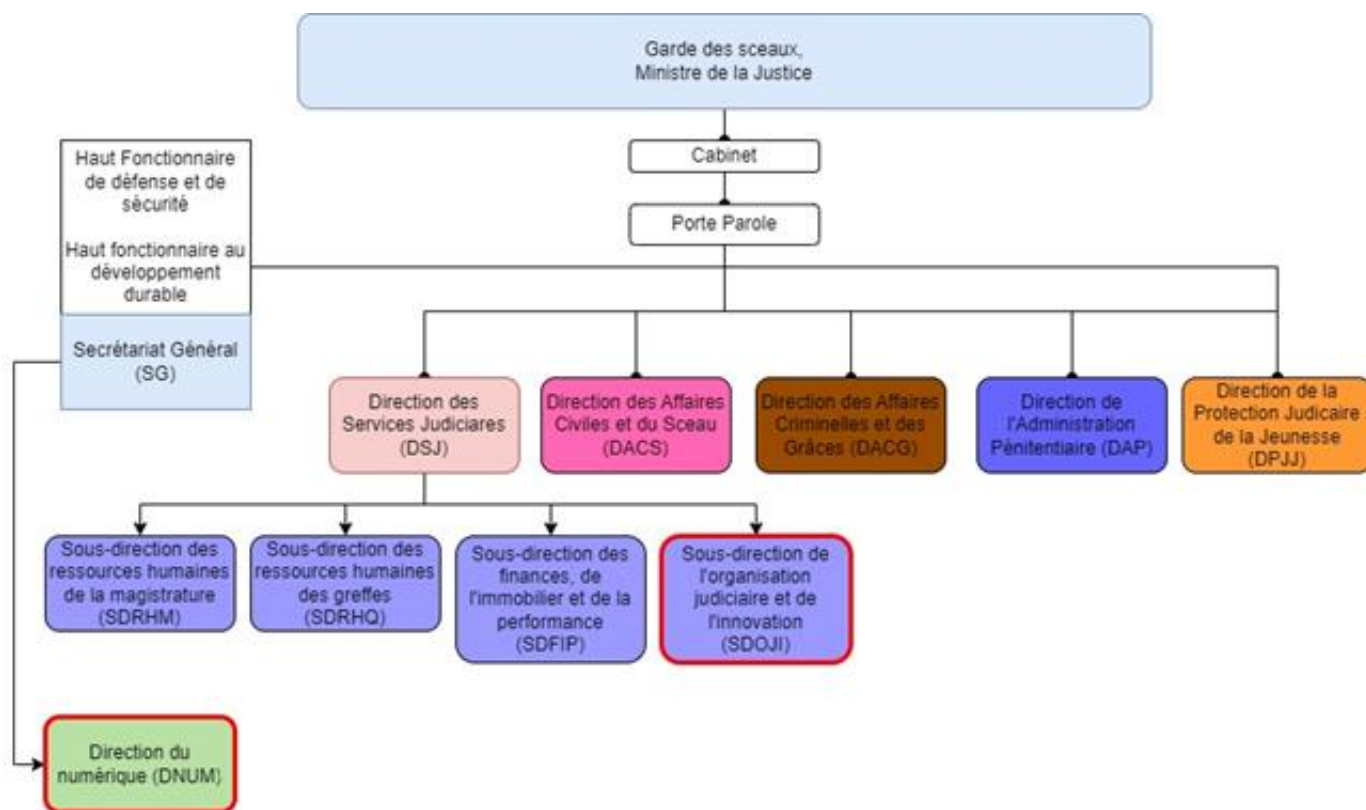 Garde des sceaux,
Ministre de la Justice
Cabinet
Porte Parole
Haut Fonctionnaire
de défense et de
sécurité
Haut fonctionnaire au
développement
durable
Secrétariat Général
(SG)
Direction des
Services Judiciares
(DSJ)
Direction des Affaires
Civiles et du Sceau
(DACS)
Direction des Affaires
Criminelles et des
Grâces (DACG)
Direction de
l'Administration
Pénitentiaire (DAP)
Direction de la
Protection Judicaire
de la Jeunesse
(DPJJ)
Sous-direction des
ressources humaines
de la magistrature
(SDRHM)
Sous-direction des
ressources humaines
des greffes
(SDRHQ)
Sous-direction des
finances, de
l'immobilier et de la
performance
(SDFIP)
Sous-direction de
l'organisation
judiciaire et de
l'innovation
(SDOJI)
Direction du
numérique (DNUM)